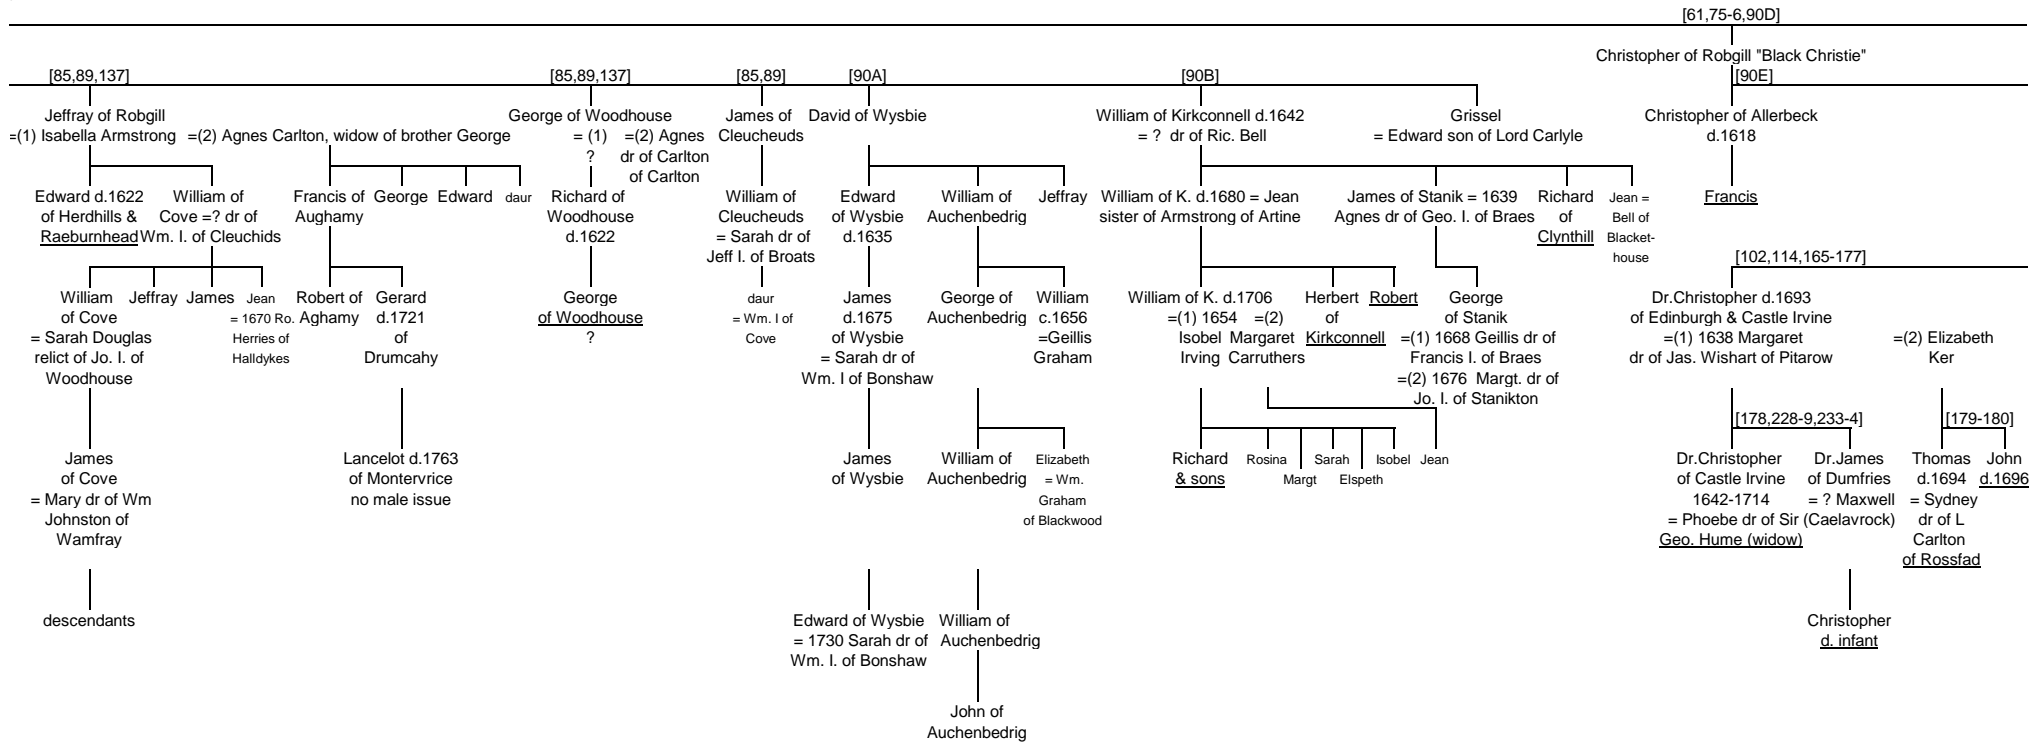 [61,75-6,90D]
Christopher of Robgill "Black Christie"
[85,89,137] [85,89,137] [85,89] [90A] [90B] [90E]
Jeffray of Robgill George of Woodhouse James of David of Wysbie William of Kirkconnell d.1642 Grissel Christopher of Allerbeck
=(1) Isabella Armstrong =(2) Agnes Carlton, widow of brother George = (1) =(2) Agnes Cleucheuds = ? dr of Ric. Bell = Edward son of Lord Carlyle d.1618
? dr of Carlton
of Carlton
Edward d.1622 William of Francis of George Edward daur Richard of William of Edward William of Jeffray William of K. d.1680 = Jean James of Stanik = 1639 Richard Jean = Francis
of Herdhills & Cove =? dr of Aughamy Woodhouse Cleucheuds of Wysbie Auchenbedrig sister of Armstrong of Artine Agnes dr of Geo. I. of Braes of Bell of
Raeburnhead Wm. I. of Cleuchids d.1622 = Sarah dr of d.1635 Clynthill Blacket-
Jeff I. of Broats house
[102,114,165-177]
William Jeffray James Jean Robert of Gerard George daur James George of William William of K. d.1706 Herbert Robert George Dr.Christopher d.1693
of Cove = 1670 Ro. Aghamy d.1721 of Woodhouse = Wm. I of d.1675 Auchenbedrig c.1656 =(1) 1654 =(2) of of Stanik of Edinburgh & Castle Irvine
= Sarah Douglas Herries of of ? Cove of Wysbie =Geillis Isobel Margaret Kirkconnell =(1) 1668 Geillis dr of =(1) 1638 Margaret =(2) Elizabeth
relict of Jo. I. of Halldykes Drumcahy = Sarah dr of Graham Irving Carruthers Francis I. of Braes dr of Jas. Wishart of Pitarow Ker
Woodhouse Wm. I of Bonshaw =(2) 1676 Margt. dr of
Jo. I. of Stanikton
[178,228-9,233-4] [179-180]
James Lancelot d.1763 James William of Elizabeth Richard Rosina Sarah Isobel Jean Dr.Christopher Dr.James Thomas John
of Cove of Montervrice of Wysbie Auchenbedrig = Wm. & sons Margt Elspeth of Castle Irvine of Dumfries d.1694 d.1696
= Mary dr of Wm no male issue Graham 1642-1714 = ? Maxwell = Sydney
Johnston of of Blackwood = Phoebe dr of Sir (Caelavrock) dr of L
Wamfray Geo. Hume (widow) Carlton
of Rossfad
descendants Edward of Wysbie William of Christopher
= 1730 Sarah dr of Auchenbedrig d. infant
Wm. I. of Bonshaw
John of
Auchenbedrig